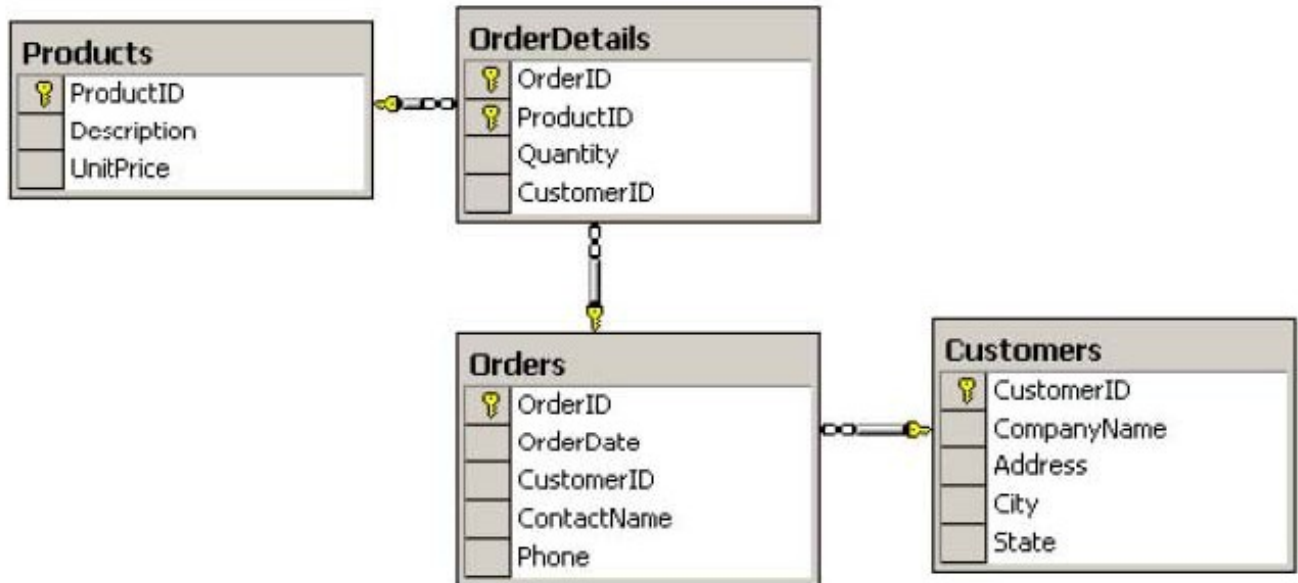 Products
ProductID
Description
UnitPrice
OrderDetails
OrderID
ProductID
Quantity
CustomerID
Orders
OrderID
OrderDate
CustomerID
ContactName
Phone
Customers
CustomerID
CompanyName
Address
City
State